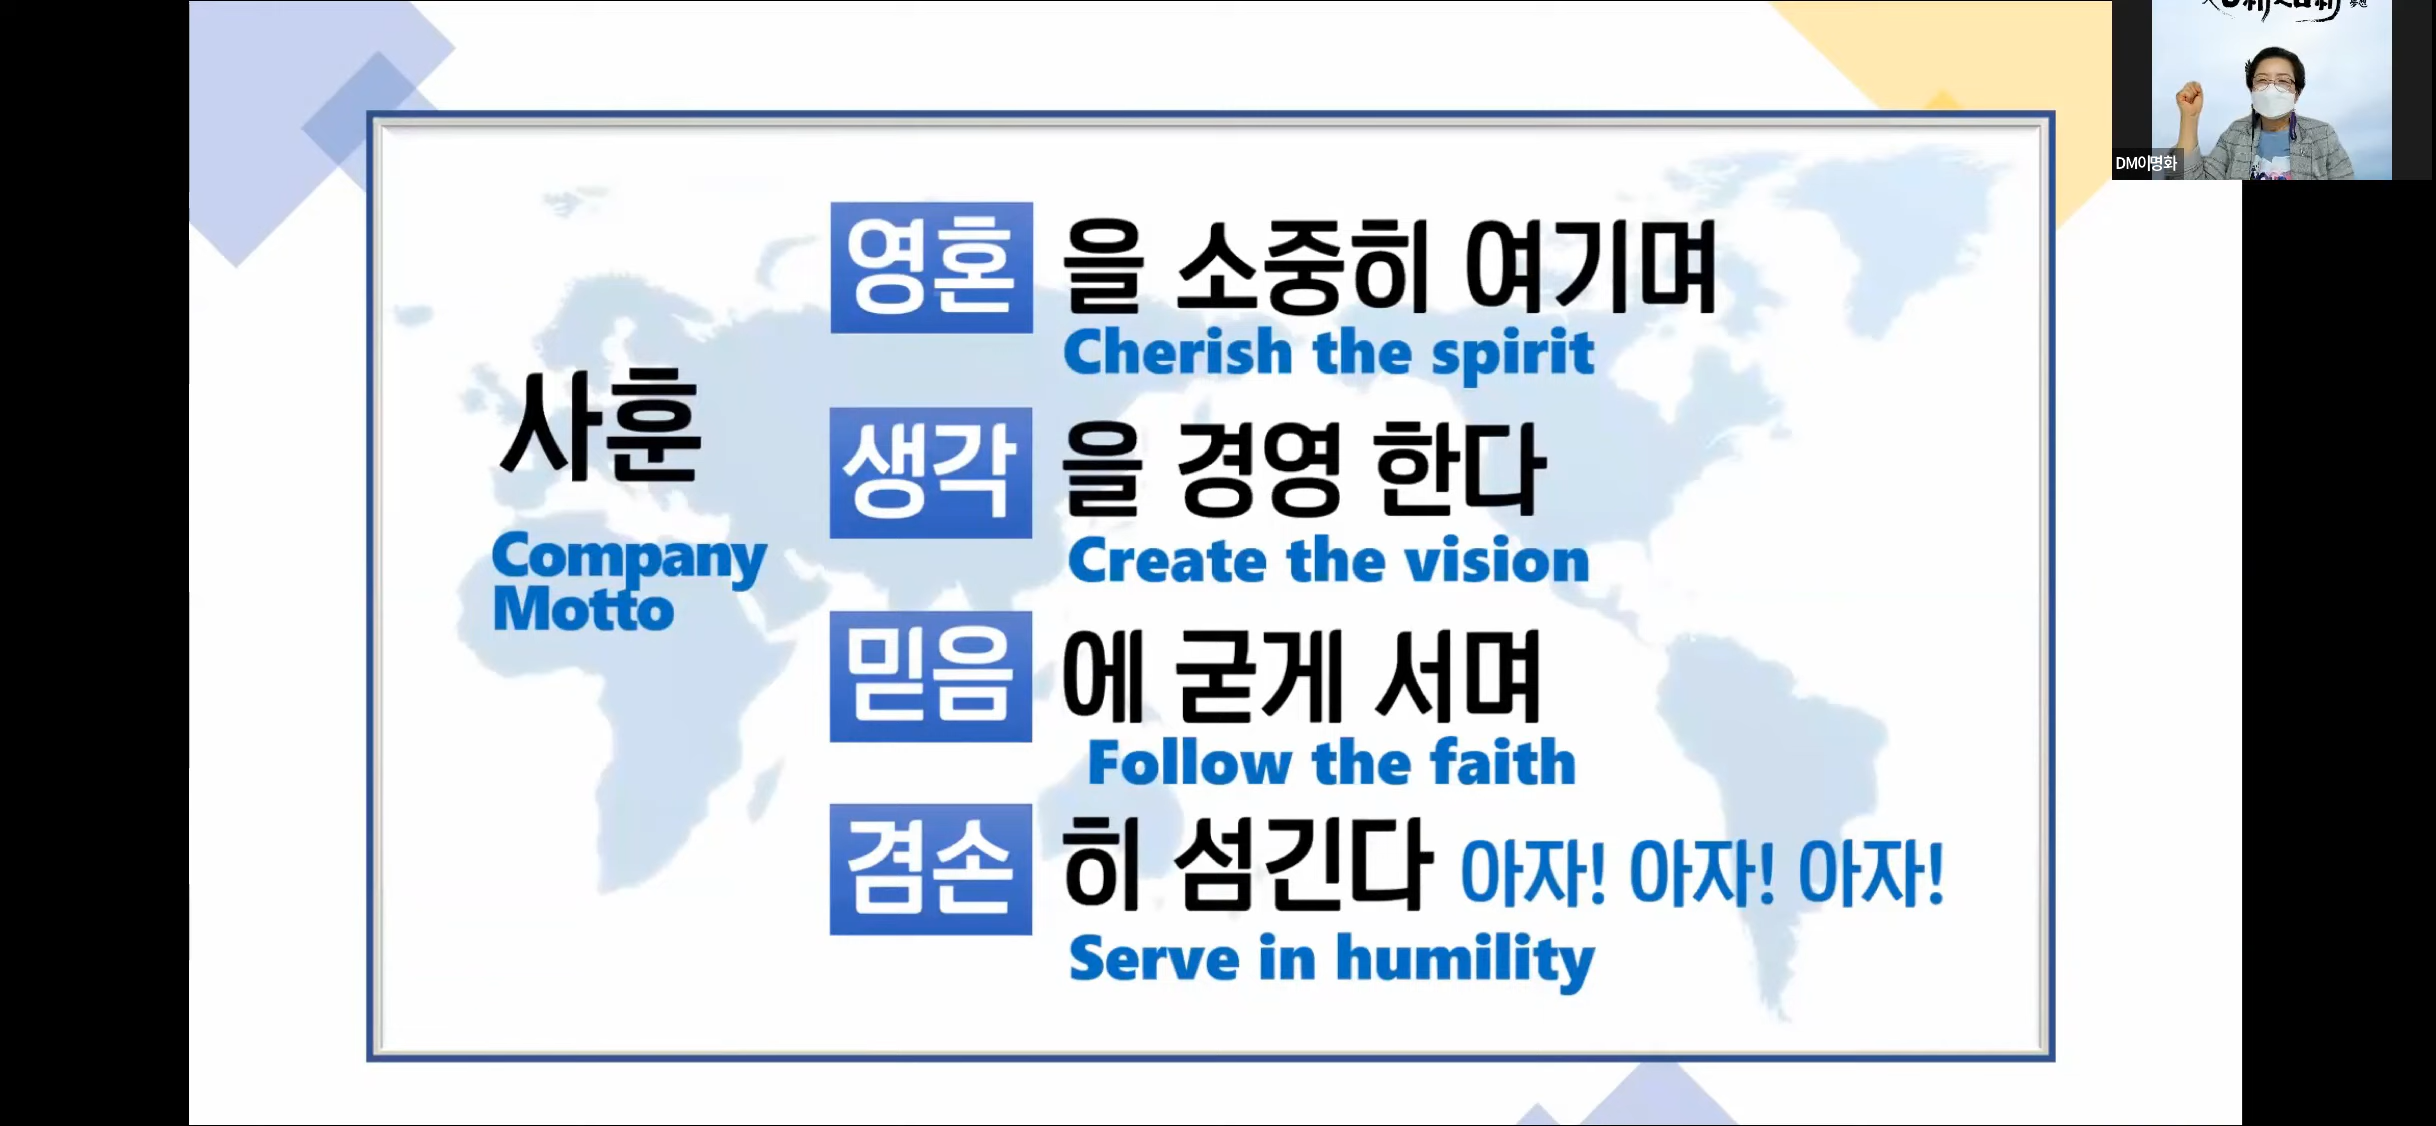 영혼을 소중히 여기며
Cherish the spirit
사훈
Company
Motto
생각을 경영 한다
Create the vision
믿음에 굳게 서며
Follow the faith
겸손히 섬긴다 아자! 아자! 아자!
Serve in humility
DM이명화